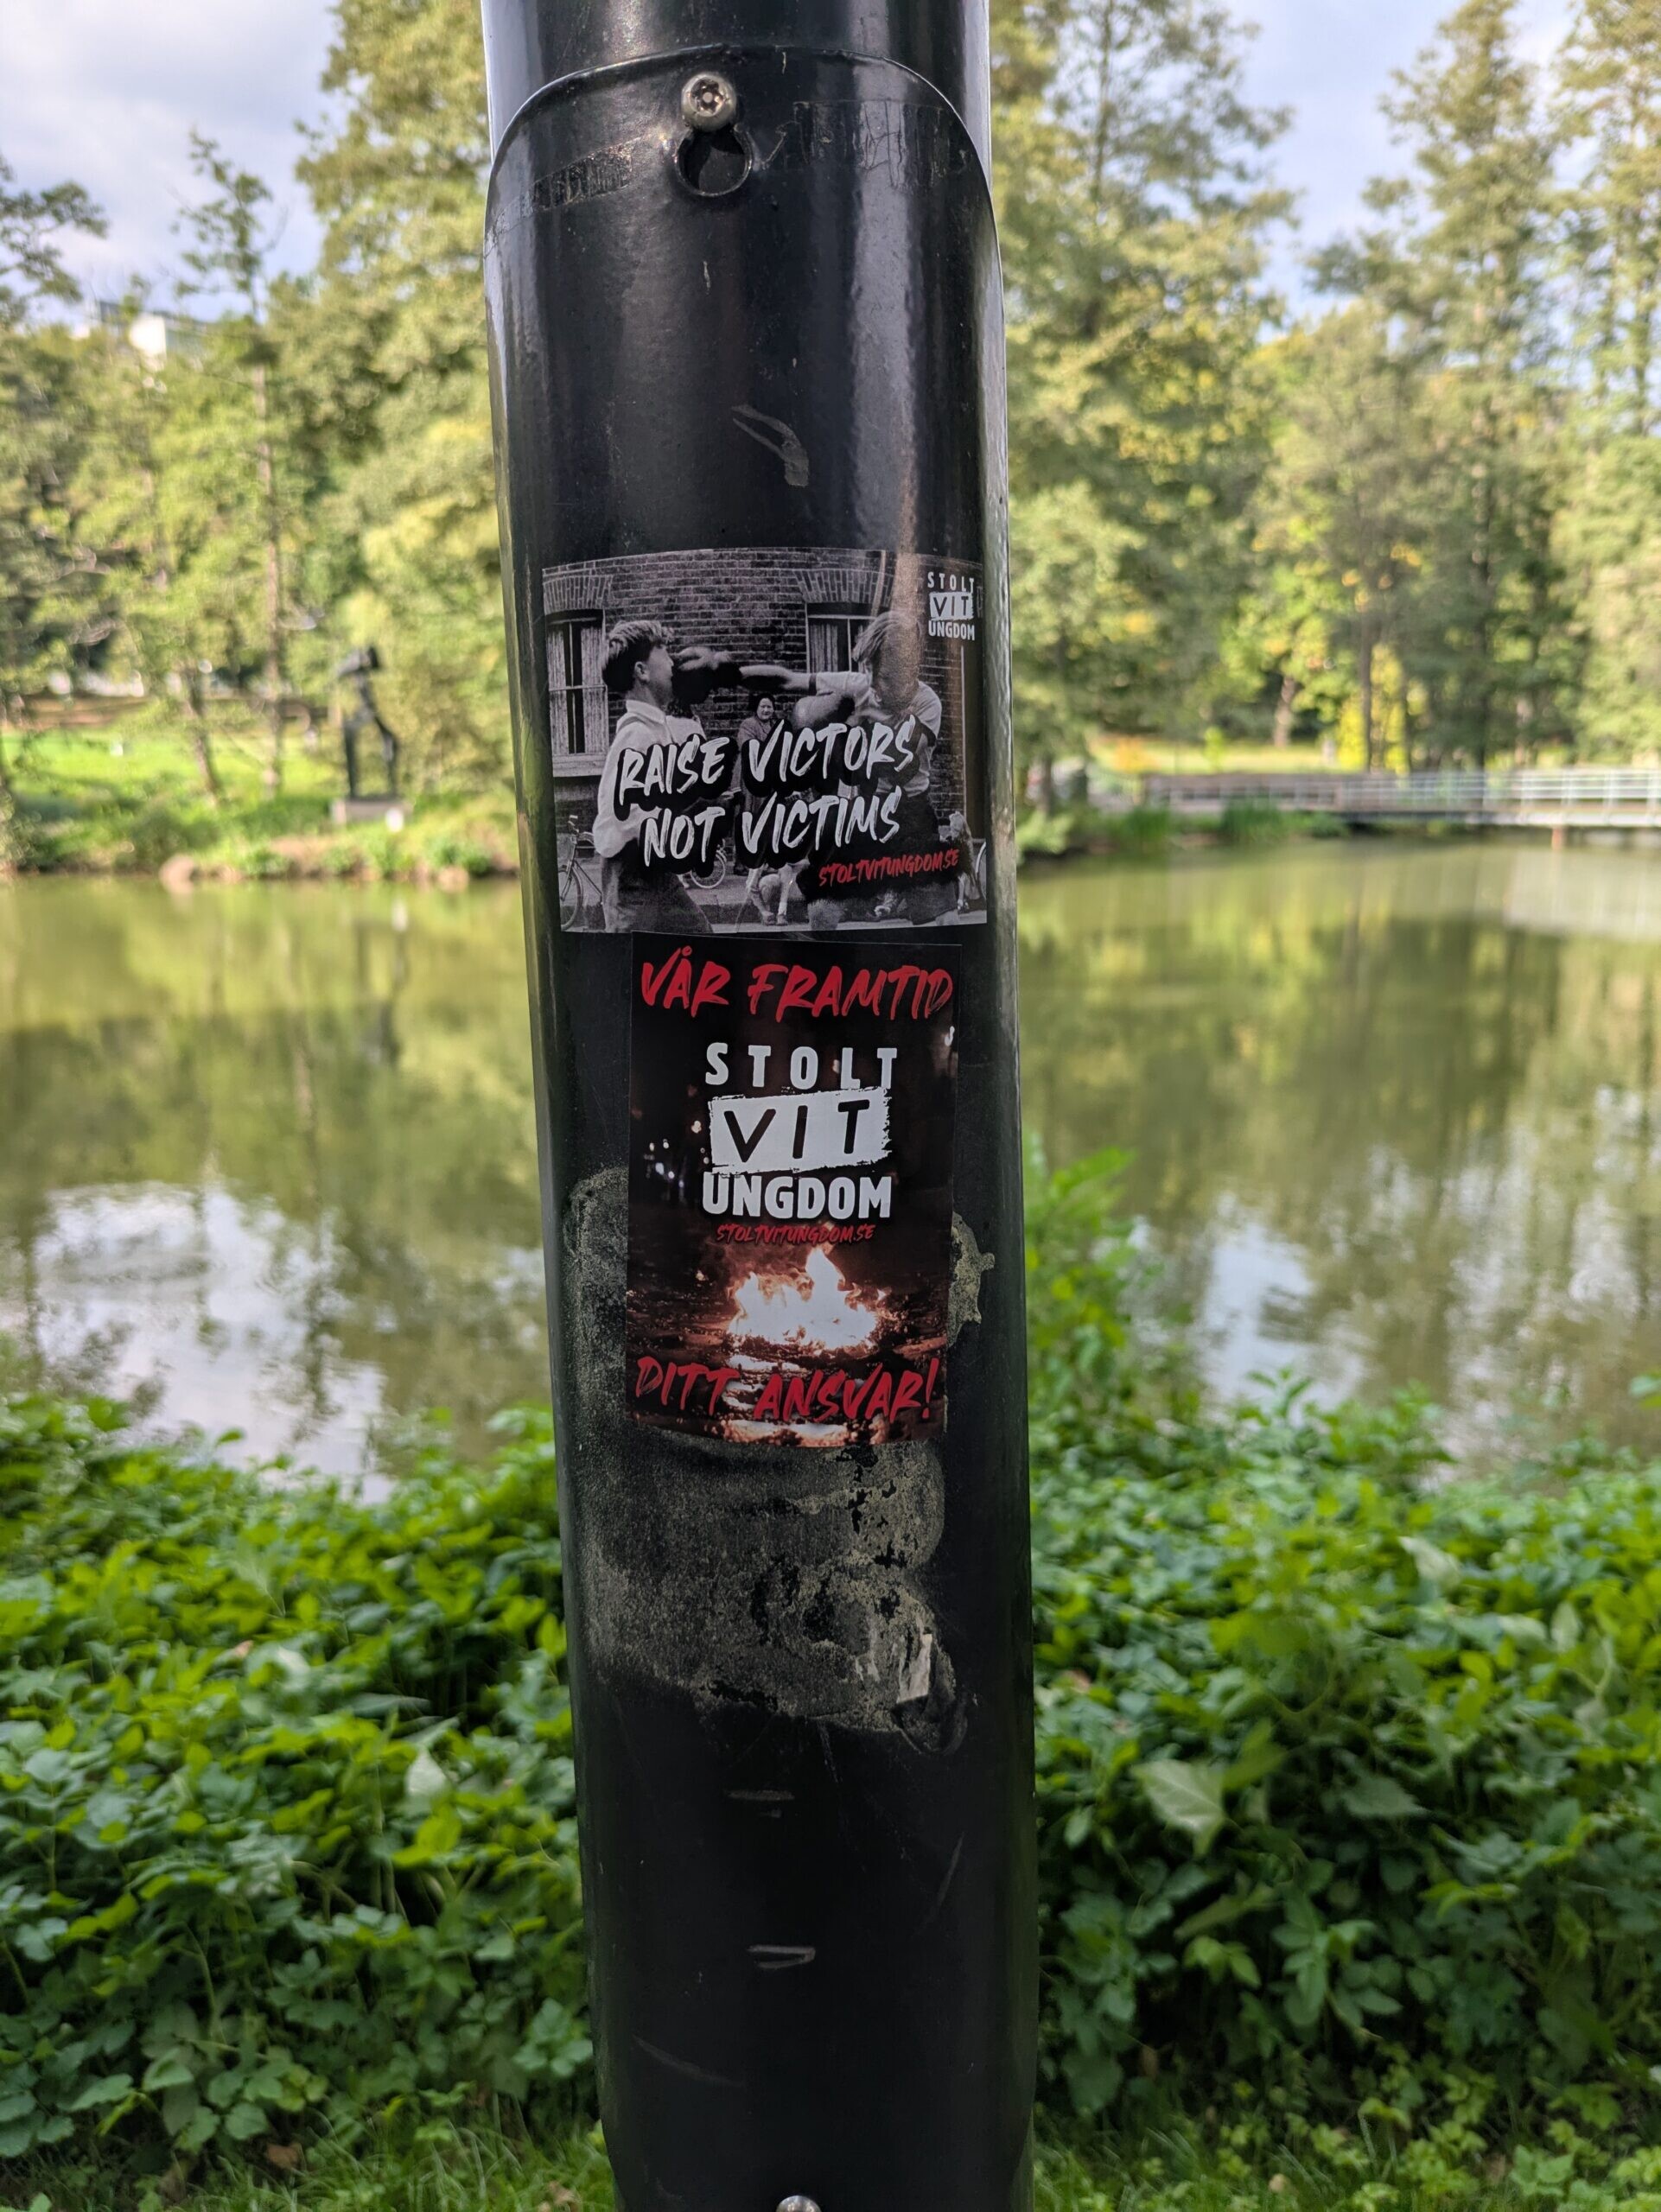 STOLT
VIT
UNGDOM
RAISE VICTORS
NOT VICTIMS
STOLTVITUNGDOM.SE
VÅR FRAMTID
STOLT
VIT
UNGDOM
STOLTVITUNGDOM.SE
DITT ANSVAR!